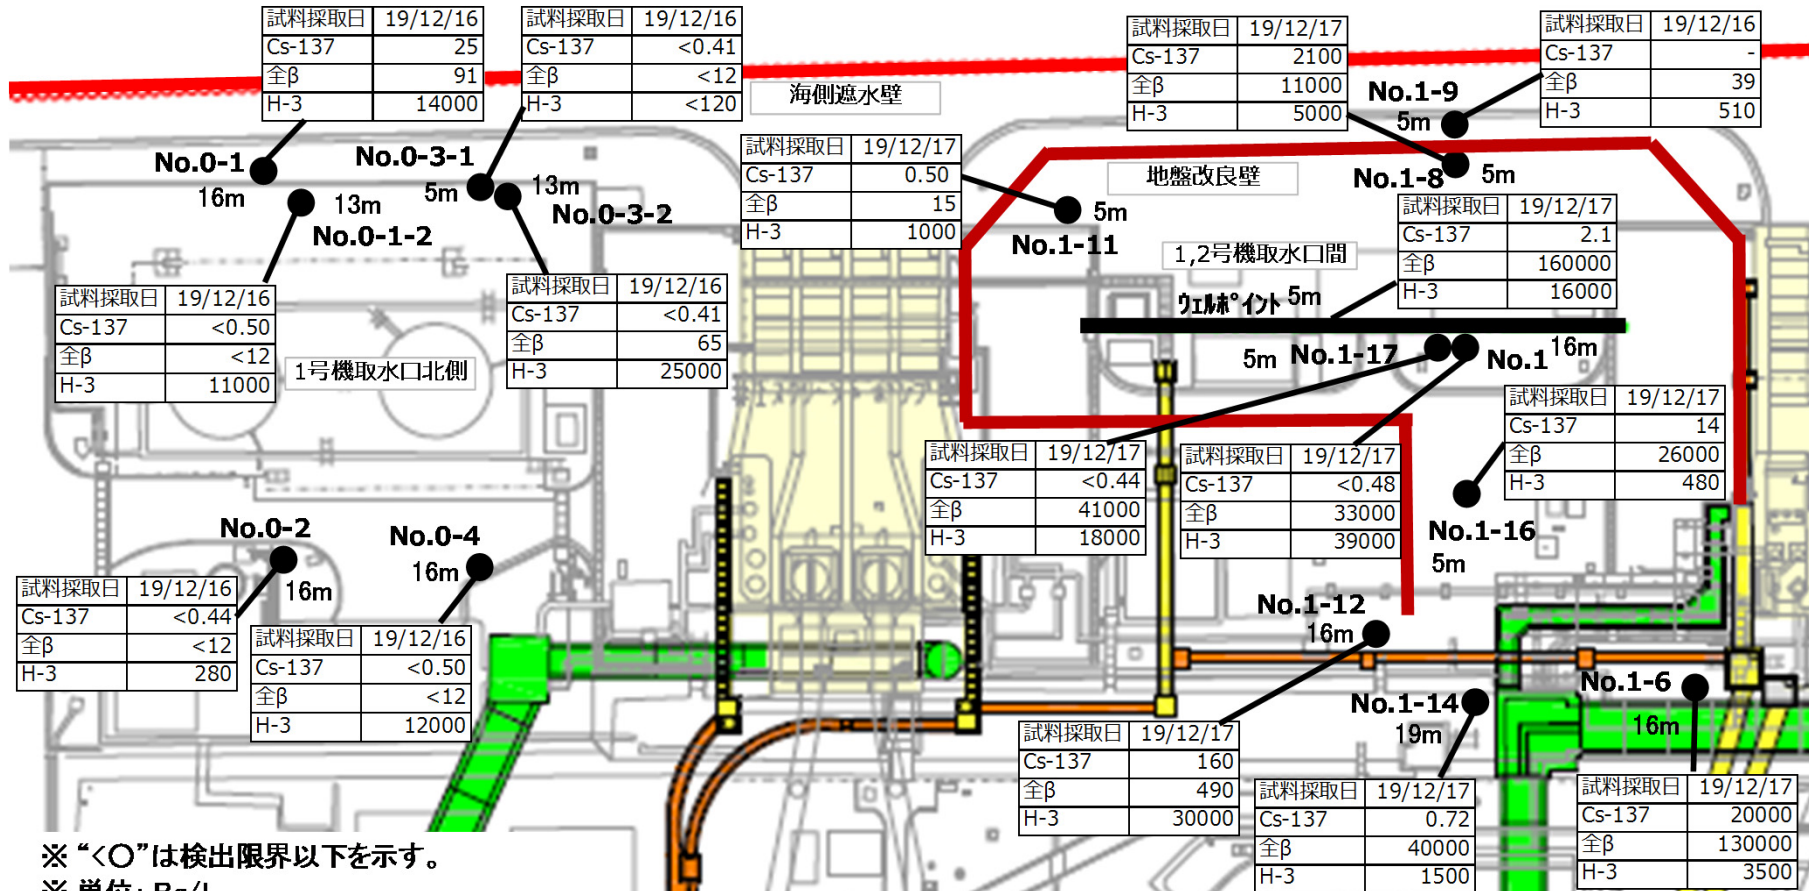 試料採取日 19/12/16
Cs-137 25
全β 91
H-3 14000
試料採取日 19/12/16
Cs-137 <0.41
全β <12
H-3 <120
海側遮水壁
試料採取日 19/12/17
Cs-137 2100
全β 11000
H-3 5000
試料採取日 19/12/16
Cs-137 -
全β 39
H-3 510
No.1-9
5m
No.0-1
16m
No.0-3-1
5m
13m
No.0-3-2
13m
No.0-1-2
試料採取日 19/12/17
Cs-137 0.50
全β 15
H-3 1000
5m
No.1-11
地盤改良壁
No.1-8 5m
試料採取日 19/12/17
Cs-137 2.1
全β 160000
H-3 16000
1,2号機取水口間
ウェルポイント 5m
試料採取日 19/12/16
Cs-137 <0.50
全β <12
H-3 11000
1号機取水口北側
試料採取日 19/12/16
Cs-137 <0.41
全β 65
H-3 25000
5m No.1-17
No.1 16m
試料採取日 19/12/17
Cs-137 14
全β 26000
H-3 480
試料採取日 19/12/17
Cs-137 <0.44
全β 41000
H-3 18000
試料採取日 19/12/17
Cs-137 <0.48
全β 33000
H-3 39000
No.1-16
5m
No.0-2
16m
No.0-4
16m
試料採取日 19/12/16
Cs-137 <0.44
全β <12
H-3 280
試料採取日 19/12/16
Cs-137 <0.50
全β <12
H-3 12000
No.1-12
16m
No.1-14
19m
No.1-6
16m
試料採取日 19/12/17
Cs-137 160
全β 490
H-3 30000
試料採取日 19/12/17
Cs-137 0.72
全β 40000
H-3 1500
試料採取日 19/12/17
Cs-137 20000
全β 130000
H-3 3500
※ “<○”は検出限界以下を示す。
※ 単位: Bq/L